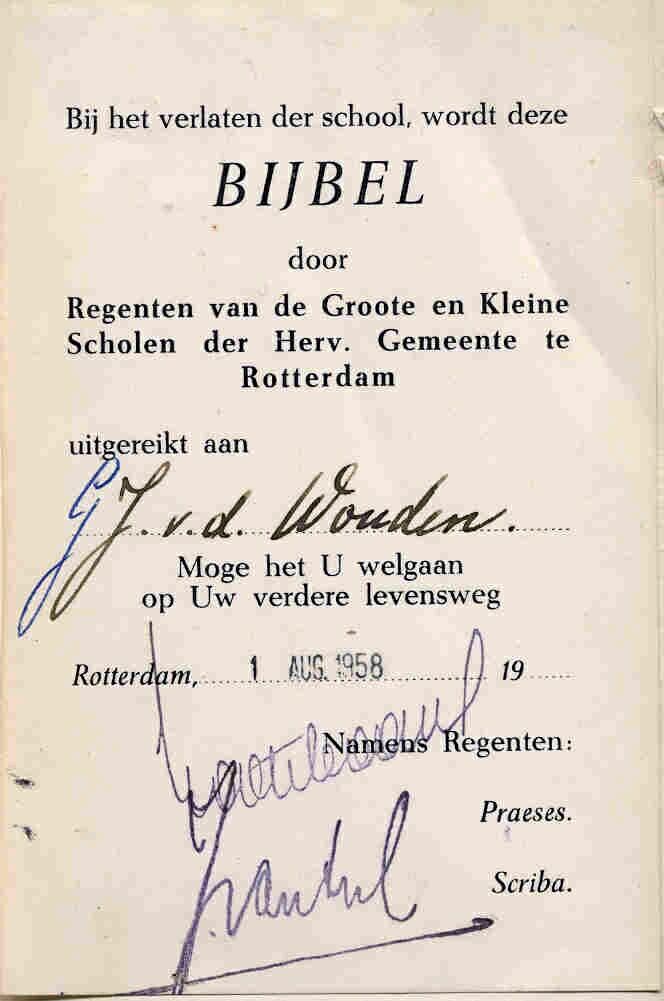 Bij het verlaten der school, wordt deze
BIJBEL
door
Regenten van de Groote en Kleine
Scholen der Herv. Gemeente te
Rotterdam
uitgereikt aan
G J. v.d. Wouden.
Moge het U welgaan
op Uw verdere levensweg
Rotterdam, 1 AUG. 1958 19
Namens Regenten:
Praeses.
Scriba.